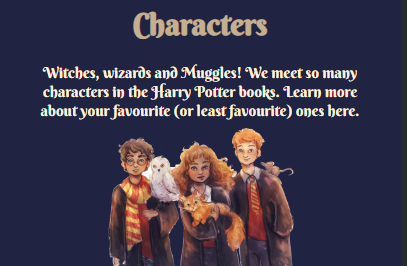 Characters
Witches, wizards and Muggles! We meet so many
characters in the Harry Potter books. Learn more
about your favourite (or least favourite) ones here.